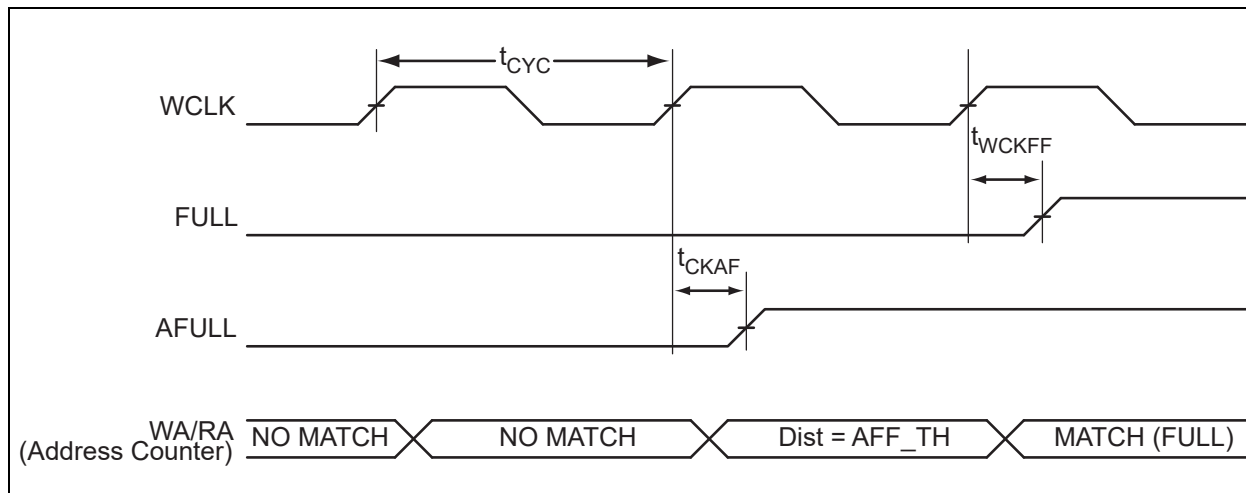 tCYC
WCLK
tWCKFF
FULL
tCKAF
AFULL
WA/RA
(Address Counter)
NO MATCH
NO MATCH
Dist = AFF_TH
MATCH (FULL)